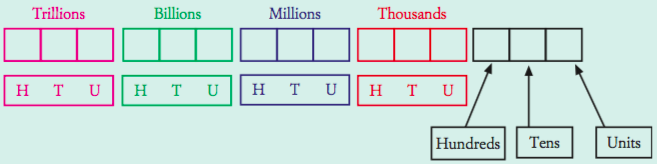 Trillions Billions Millions Thousands
H T U H T U H T U H T U
Hundreds Tens Units